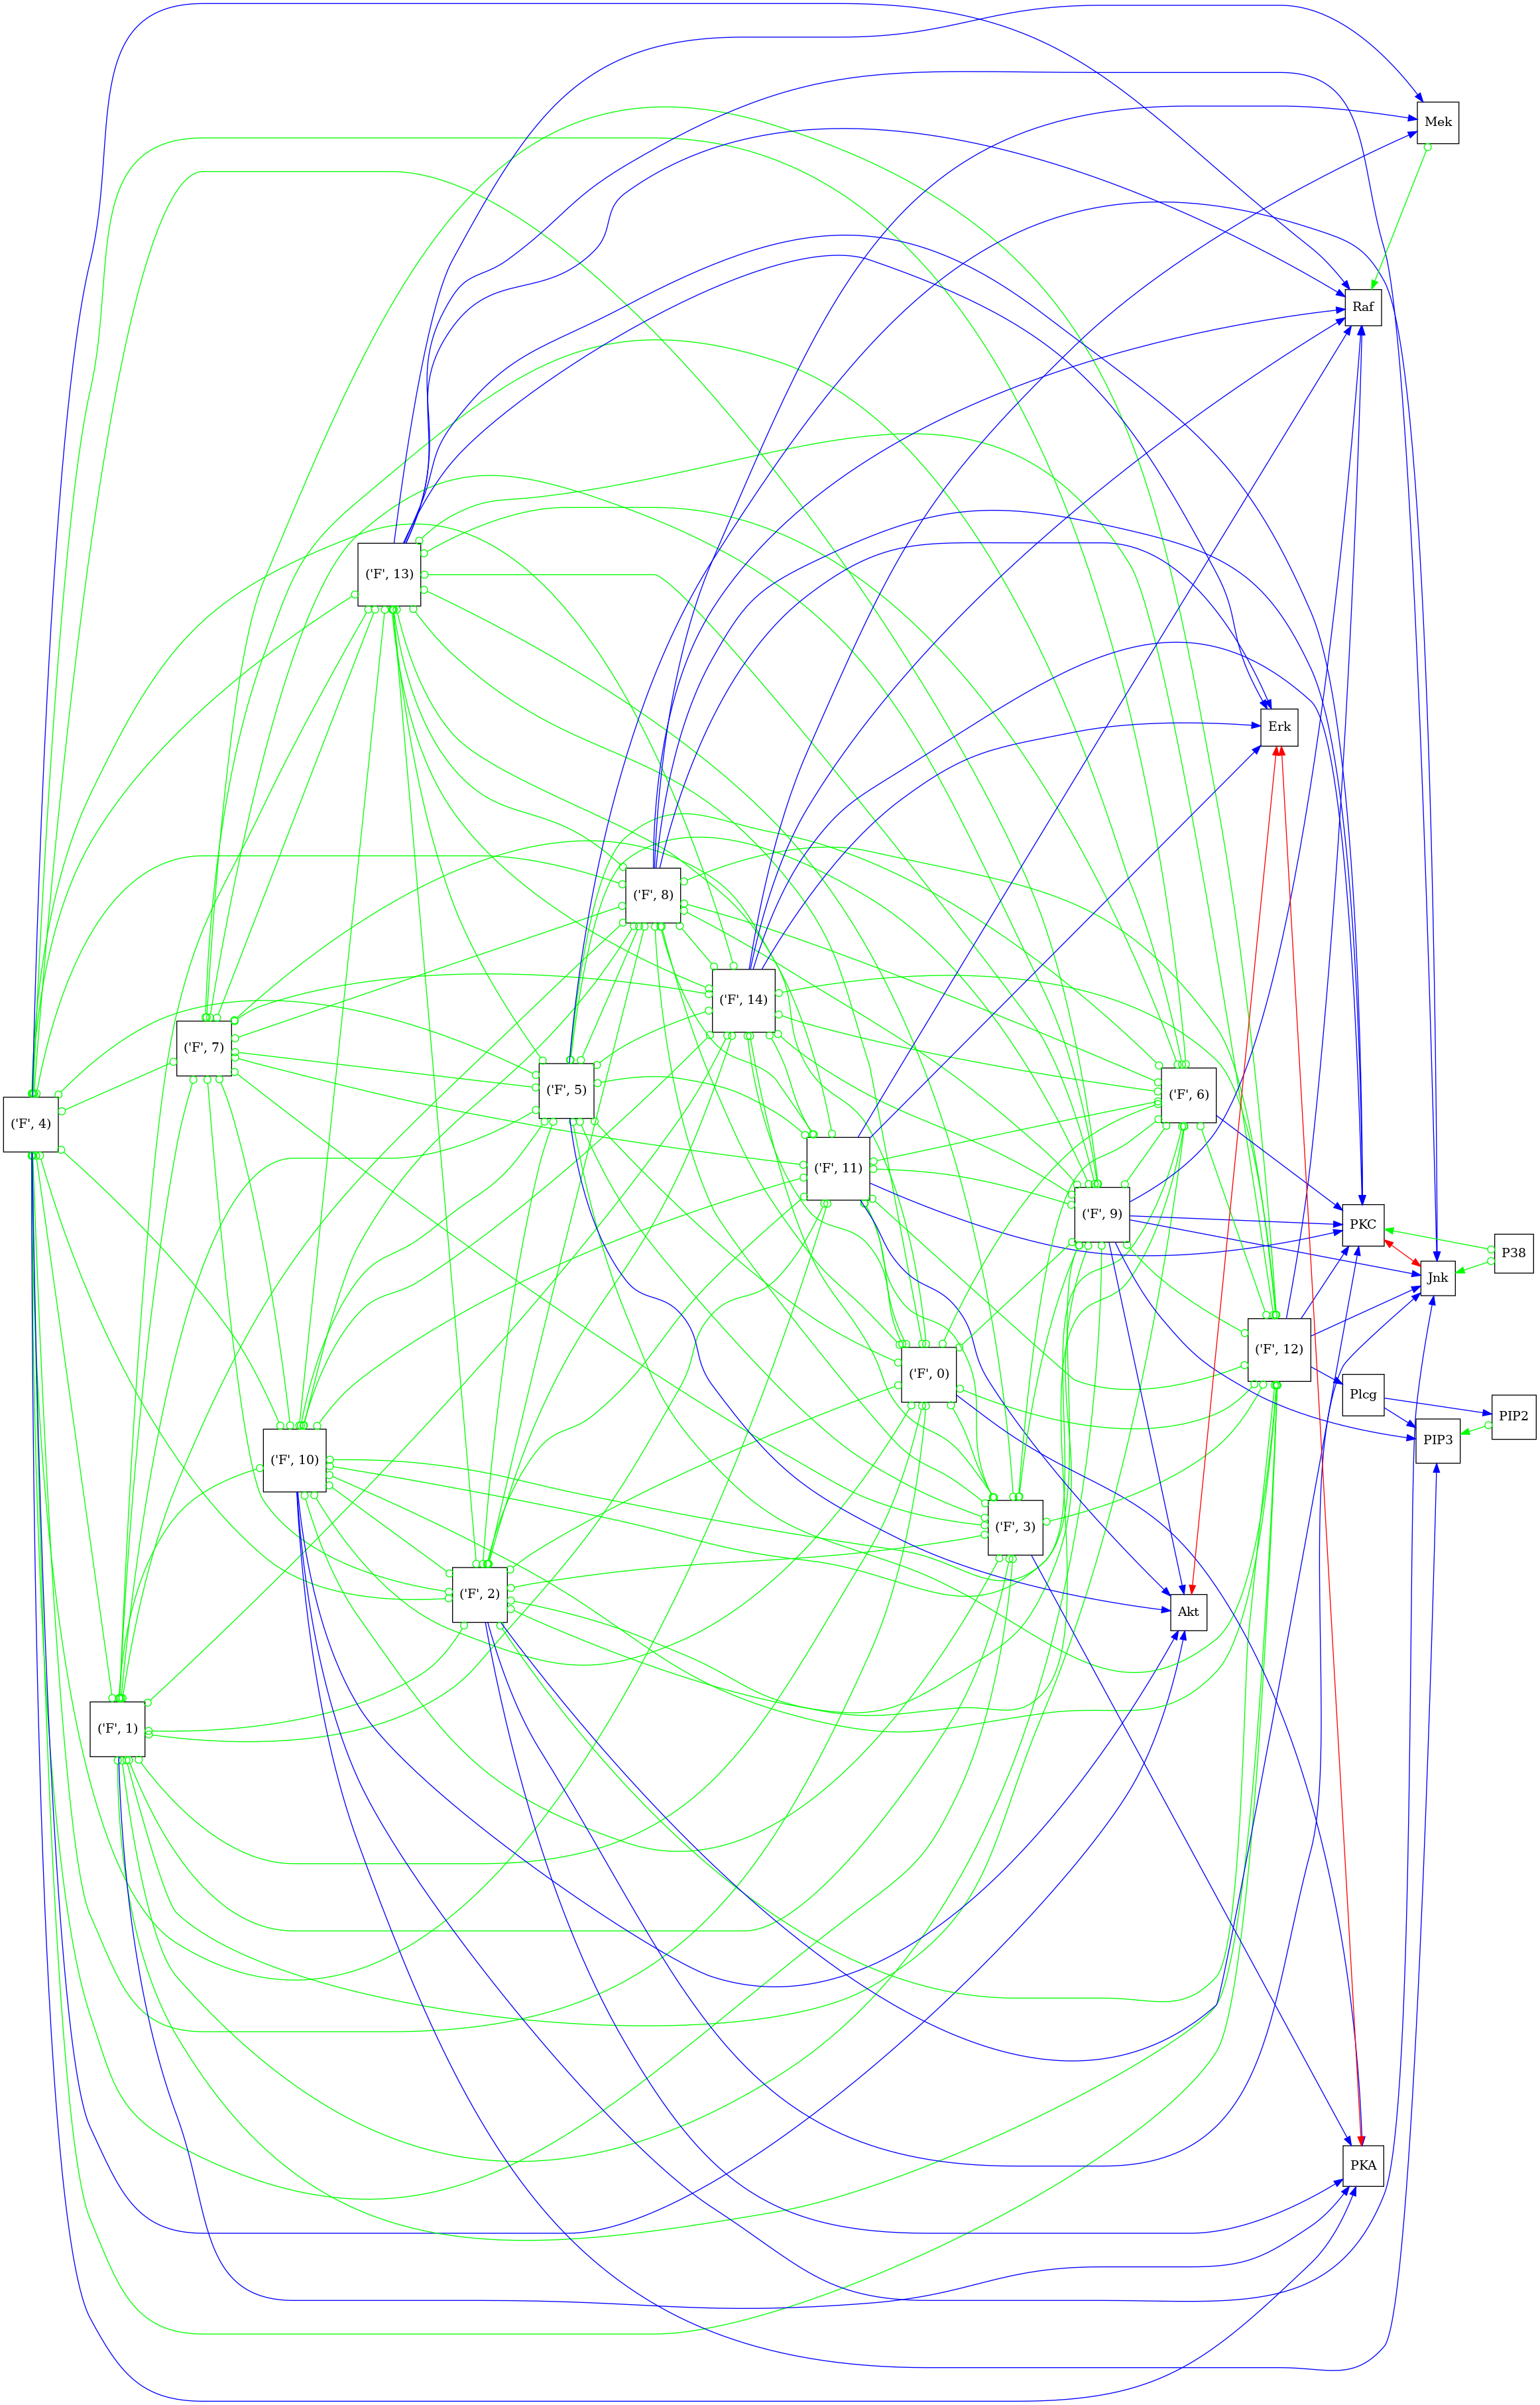 Mek
Raf
('F', 13)
Erk
('F', 8)
('F', 14)
('F', 7)
('F', 5)
('F', 6)
('F', 4)
('F', 11)
('F', 9)
PKC
P38
Jnk
('F', 12)
('F', 0)
Plcg
PIP2
PIP3
('F', 10)
('F', 3)
('F', 2)
Akt
('F', 1)
PKA